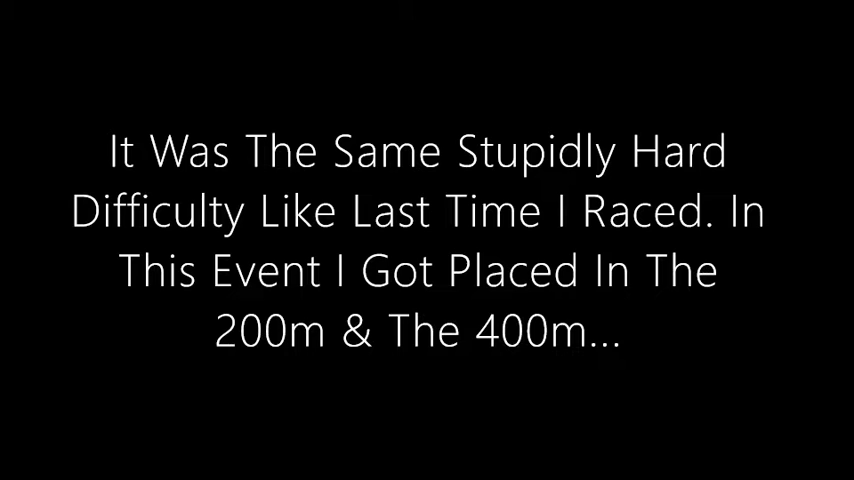 It Was The Same Stupidly Hard
Difficulty Like Last Time I Raced. In
This Event I Got Placed In The
200m & The 400m...